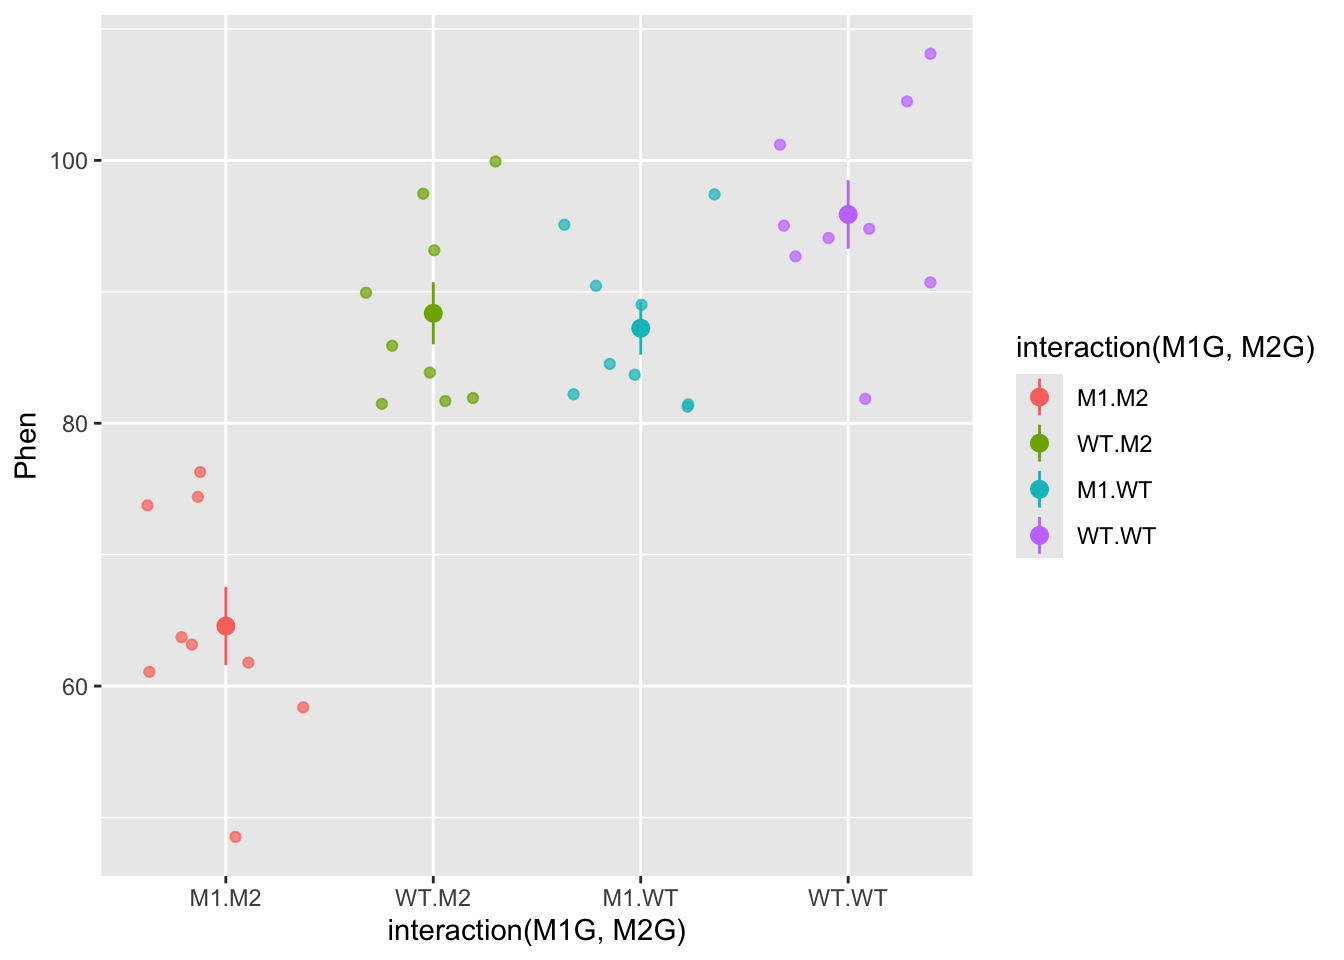 100
80
60
Phen
M1.M2
WT.M2
M1.WT
WT.WT
interaction(M1G, M2G)
interaction(M1G, M2G)
M1.M2
WT.M2
M1.WT
WT.WT